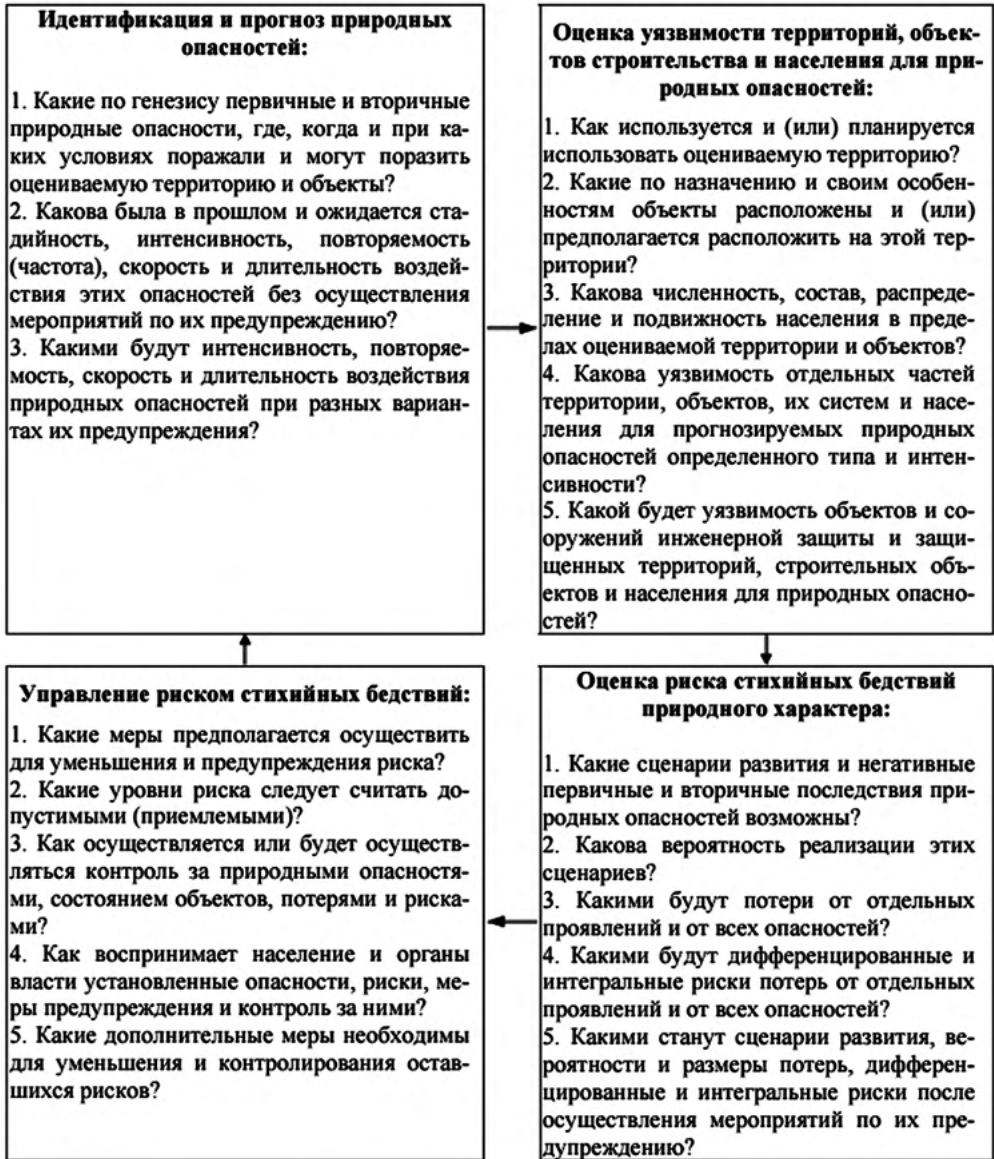 Идентификация и прогноз природных
опасностей:
1. Какие по генезису первичные и вторичные
природные опасности, где, когда и при ка-
ких условиях поражали и могут поразить
оцениваемую территорию и объекты?
2. Какова была в прошлом и ожидается ста-
дийность, интенсивность, повторяемость
(частота), скорость и длительность воздей-
ствия этих опасностей без осуществления
мероприятий по их предупреждению?
3. Какими будут интенсивность, повторяе-
мость, скорость и длительность воздействия
природных опасностей при разных вариан-
тах их предупреждения?
Оценка уязвимости территорий, объек-
тов строительства и населения для при-
родных опасностей:
1. Как используется и (или) планируется
использовать оцениваемую территорию?
2. Какие по назначению и своим особен-
ностям объекты расположены и (или)
предполагается расположить на этой тер-
ритории?
3. Какова численность, состав, распреде-
ление и подвижность населения в преде-
лах оцениваемой территории и объектов?
4. Какова уязвимость отдельных частей
территории, объектов, их систем и насе-
ления для прогнозируемых природных
опасностей определенного типа и интен-
сивности?
5. Какой будет уязвимость объектов и со-
оружений инженерной защиты и защи-
щенных территорий, строительных объ-
ектов и населения для природных опасно-
стей?
Управление риском стихийных бедствий:
1. Какие меры предполагается осуществить
для уменьшения и предупреждения риска?
2. Какие уровни риска следует считать до-
пустимыми (приемлемыми)?
3. Как осуществляется или будет осуществ-
ляться контроль за природными опасностя-
ми, состоянием объектов, потерями и риска-
ми?
4. Как воспринимает население и органы
власти установленные опасности, риски, ме-
ры предупреждения и контроль за ними?
5. Какие дополнительные меры необходимы
для уменьшения и контролирования остав-
шихся рисков?
Оценка риска стихийных бедствий
природного характера:
1. Какие сценарии развития и негативные
первичные и вторичные последствия при-
родных опасностей возможны?
2. Какова вероятность реализации этих
сценариев?
3. Какими будут потери от отдельных
проявлений и от всех опасностей?
4. Какими будут дифференцированные и
интегральные риски потерь от отдельных
проявлений и от всех опасностей?
5. Какими станут сценарии развития, ве-
роятности и размеры потерь, дифферен-
цированные и интегральные риски после
осуществления мероприятий по их пре-
дупреждению?